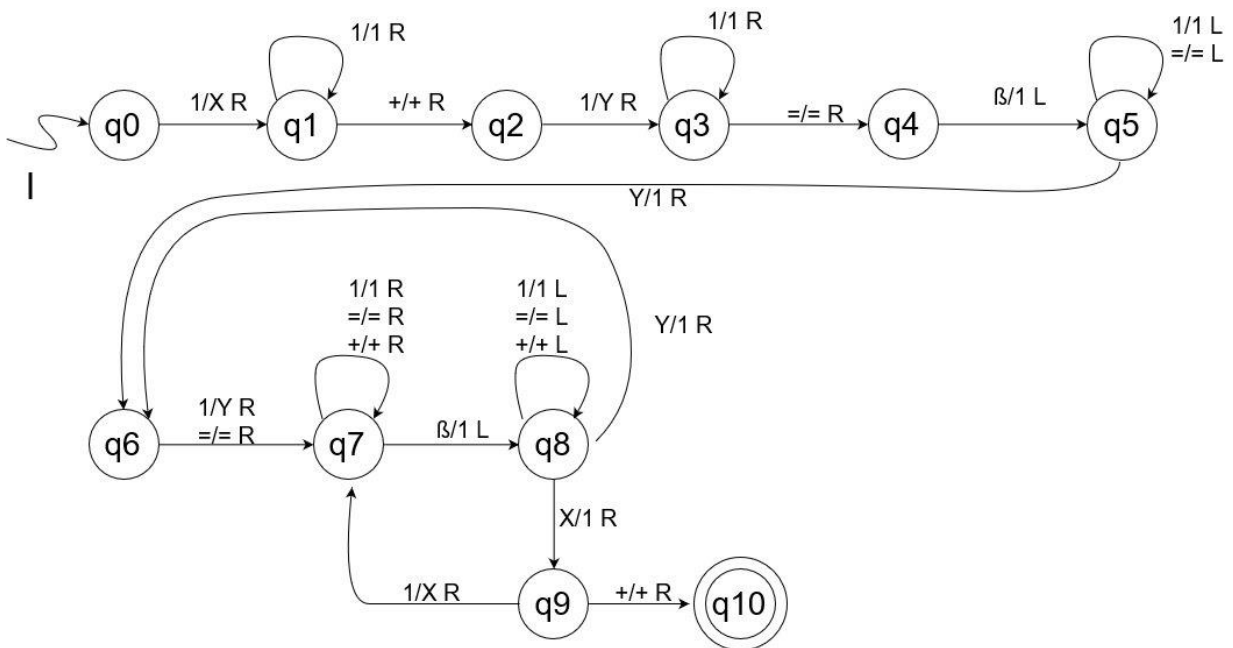 1/1 R
1/1 R
1/1 L
=/= L
q0
1/X R
q1
+/+ R
q2
1/Y R
q3
=/= R
q4
ß/1 L
q5
I
Y/1 R
1/1 R
=/= R
+/+ R
1/1 L
=/= L
+/+ L
Y/1 R
q6
1/Y R
=/= R
q7
ß/1 L
q8
X/1 R
1/X R
q9
+/+ R
q10